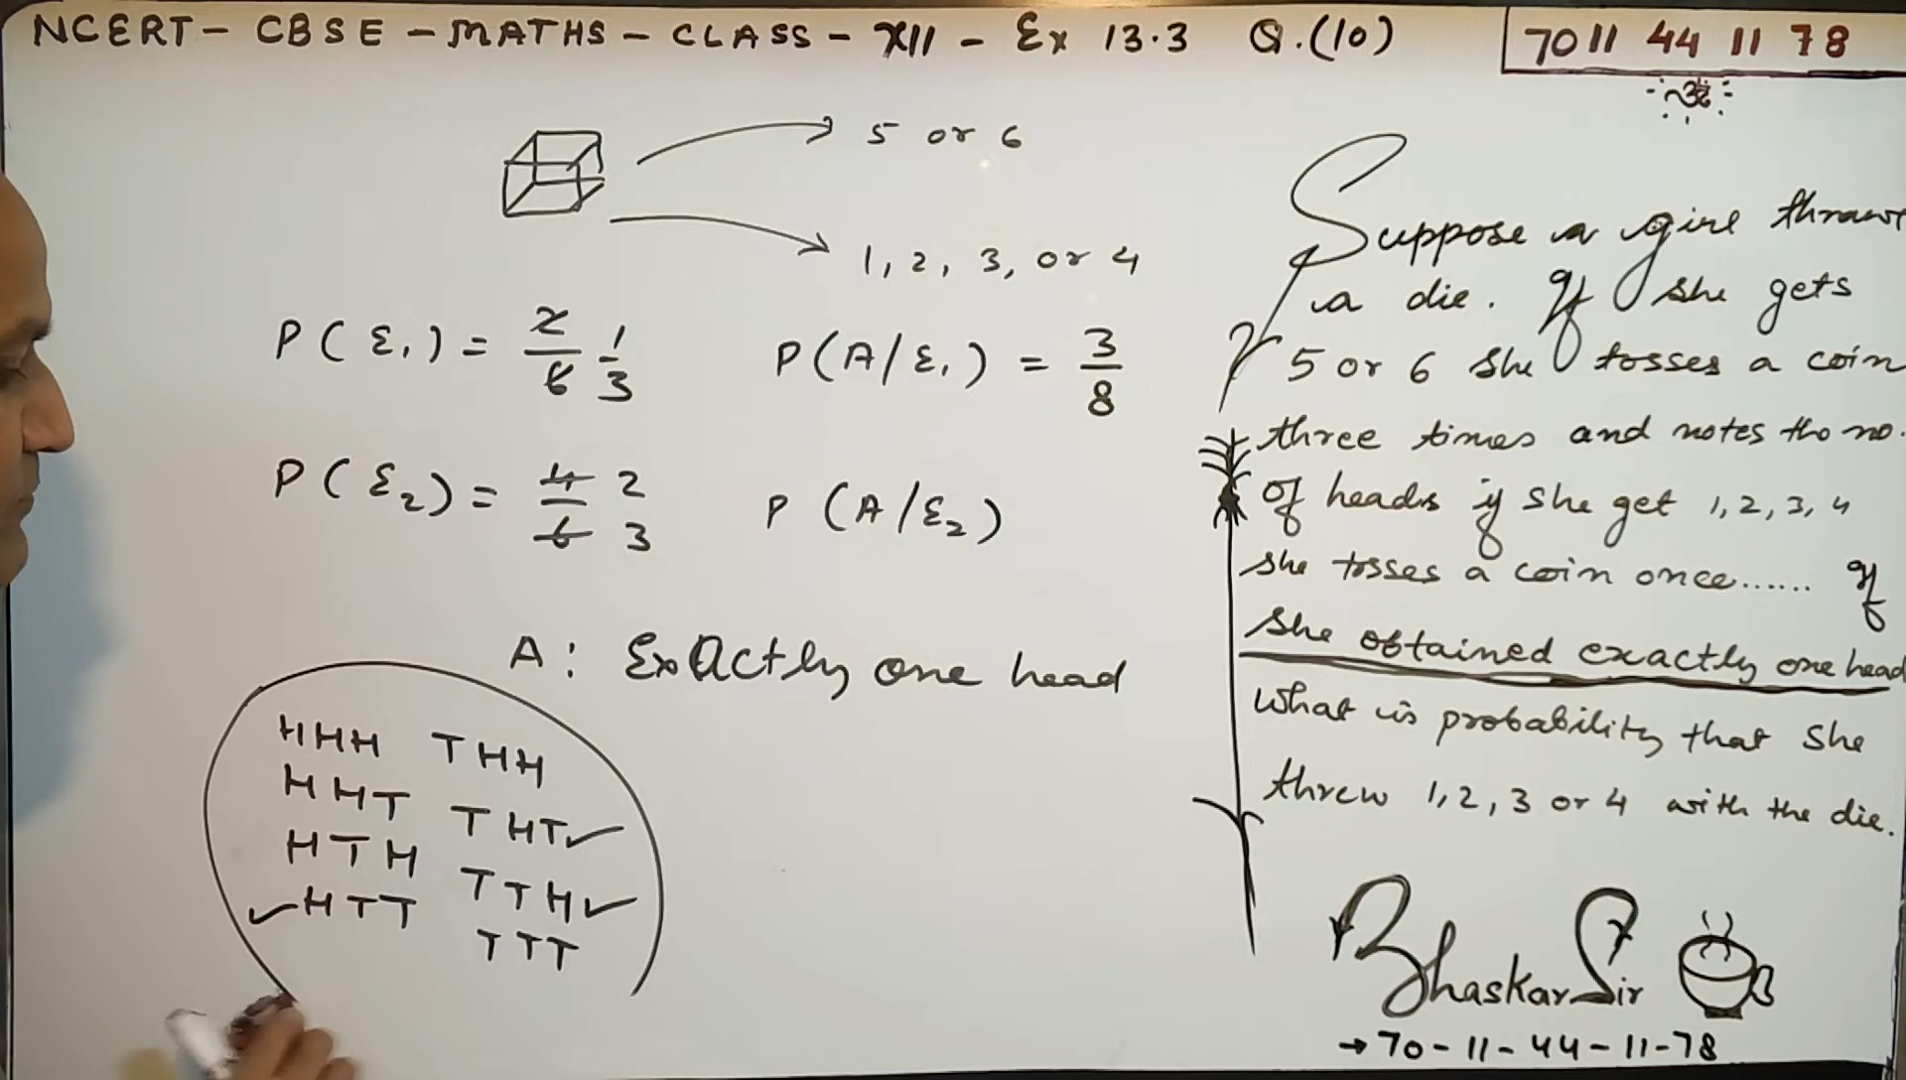 NCERT - CBSE - MATHS - CLASS - XII - Ex 13.3 Q.(10)
70 11 44 11 78
ॐ
5 or 6
1, 2, 3, or 4
P(E₁) = 2/6 1/3
P(A/E₁) = 3/8
P(E₂) = 4/6 2/3
P(A/E₂)
A: Exactly one head
HHH THH
HHT THT✓
HTH TTH✓
✓HTT TTT
Suppose a girl throws
a die. If she gets
5 or 6 she tosses a coin
three times and notes the no.
of heads if she get 1, 2, 3, 4
she tosses a coin once...... If
she obtained exactly one head
what is probability that she
threw 1, 2, 3 or 4 with the die.
Bhaskar Sir
→ 70-11-44-11-78